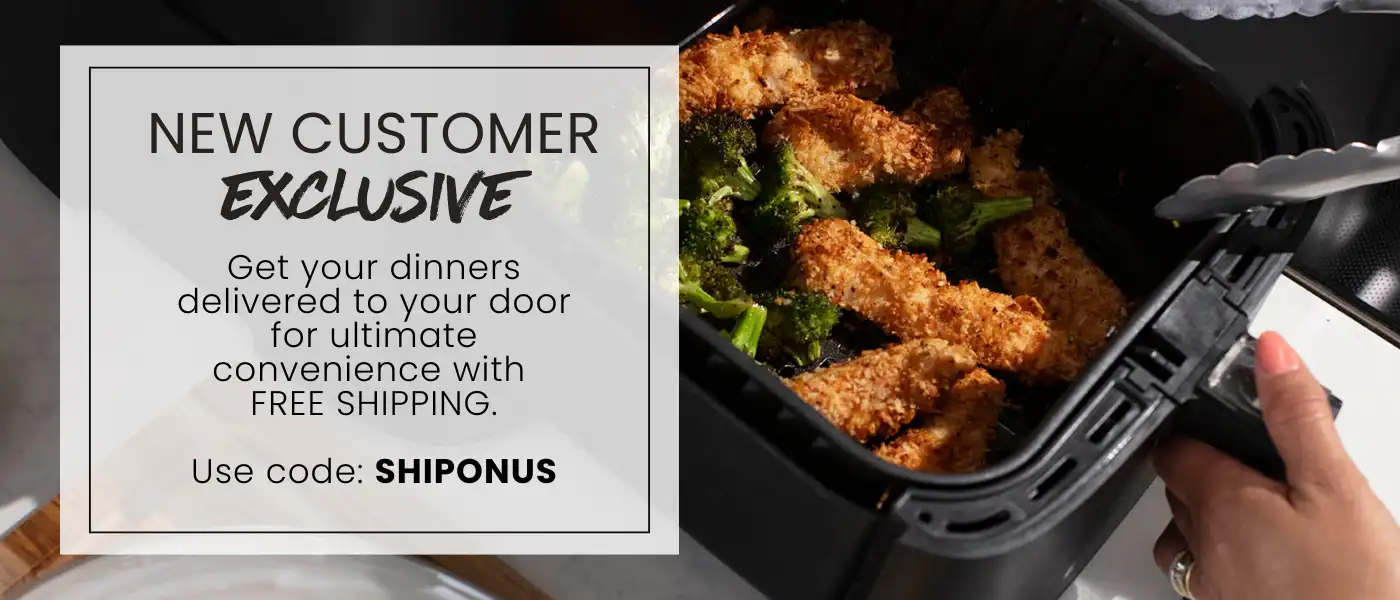 NEW CUSTOMER
EXCLUSIVE
Get your dinners
delivered to your door
for ultimate
convenience with
FREE SHIPPING.
Use code: SHIPONUS